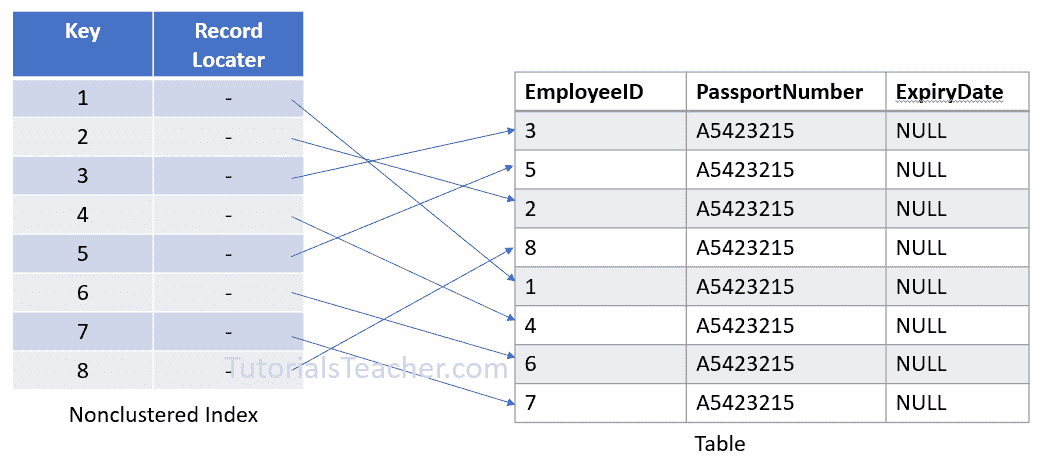 Key Record Locater
1 -
2 -
3 -
4 -
5 -
6 -
7 -
8 -
Nonclustered Index
EmployeeID PassportNumber ExpiryDate
3 A5423215 NULL
5 A5423215 NULL
2 A5423215 NULL
8 A5423215 NULL
1 A5423215 NULL
4 A5423215 NULL
6 A5423215 NULL
7 A5423215 NULL
Table
TutorialsTeacher.com